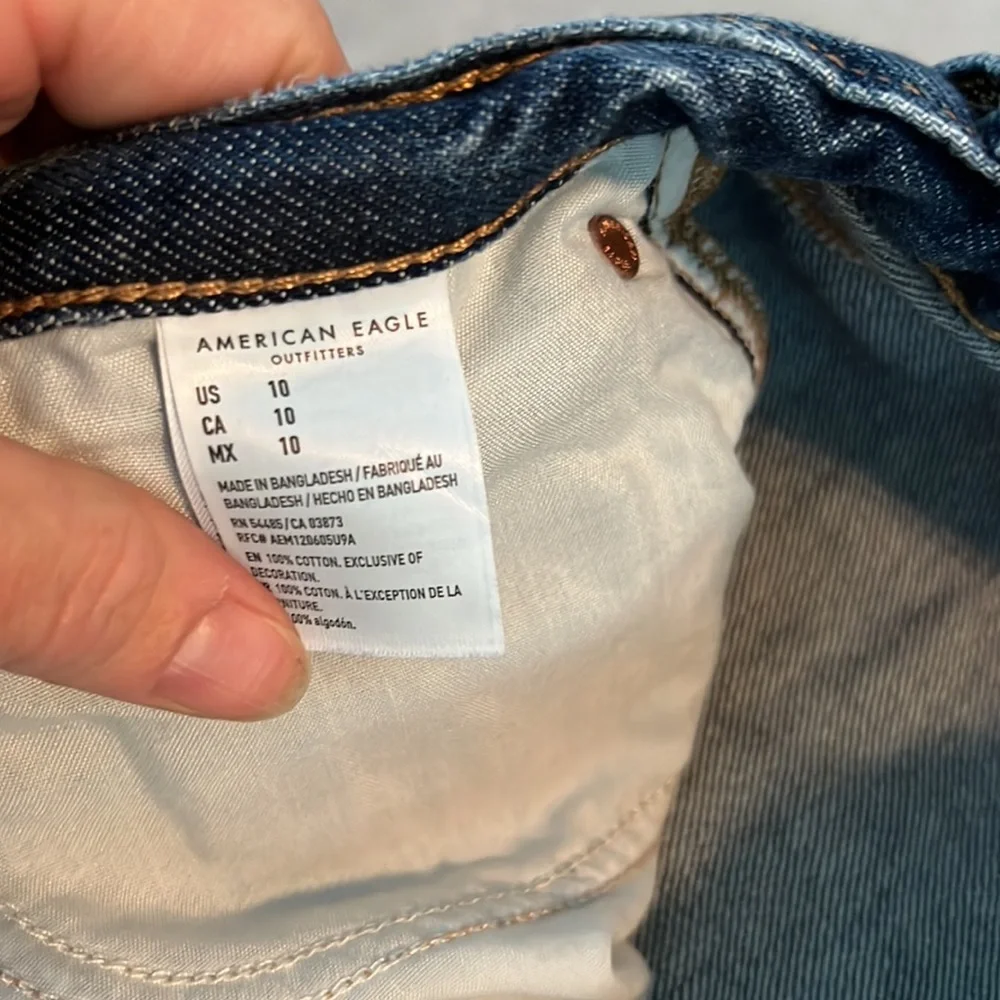 AMERICAN EAGLE
OUTFITTERS
US 10
CA 10
MX 10
MADE IN BANGLADESH / FABRIQUÉ AU
BANGLADESH / HECHO EN BANGLADESH
RN 54485 / CA 03873
RFC# AEM120605U9A
EN 100% COTTON. EXCLUSIVE OF
DECORATION.
100% COTON. À L'EXCEPTION DE LA
algodón.